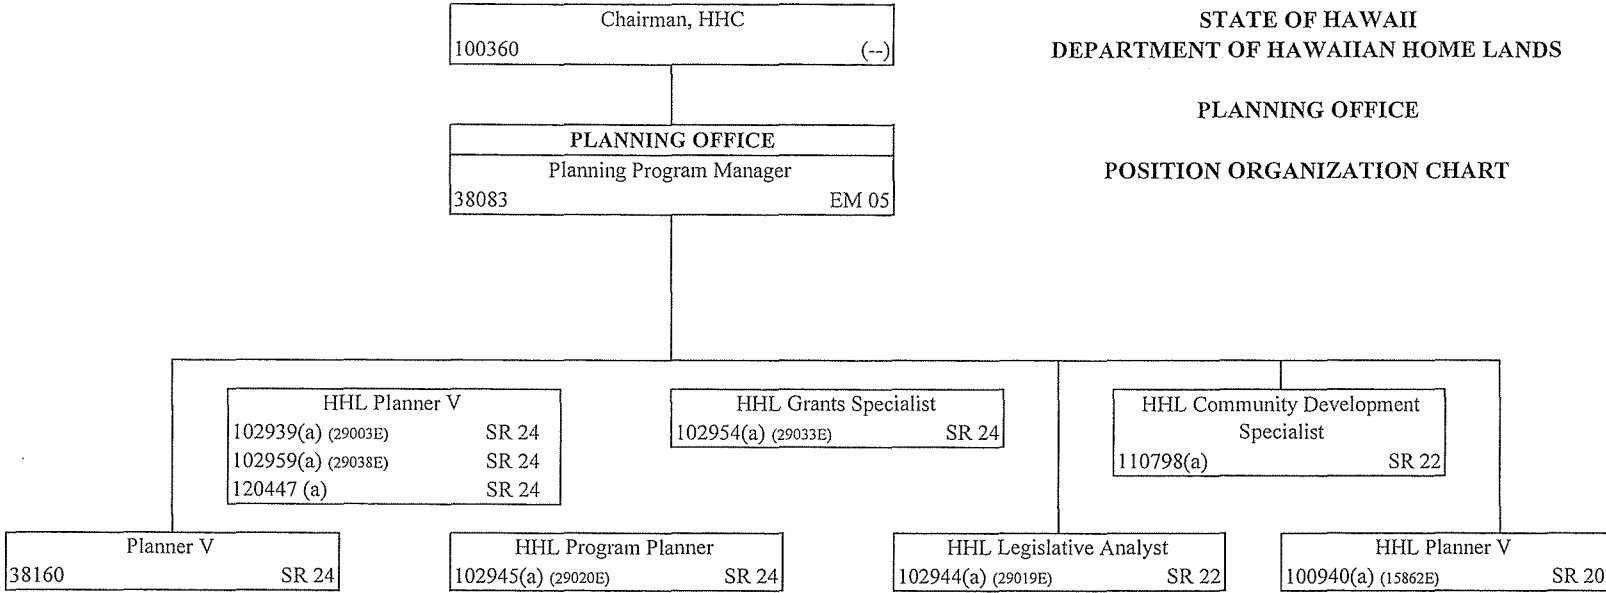 Chairman, HHC
100360 (--)
STATE OF HAWAII
DEPARTMENT OF HAWAIIAN HOME LANDS
PLANNING OFFICE
POSITION ORGANIZATION CHART
PLANNING OFFICE
Planning Program Manager
38083 EM 05
HHL Planner V
102939(a) (29003E) SR 24
102959(a) (29038E) SR 24
120447 (a) SR 24
HHL Grants Specialist
102954(a) (29033E) SR 24
HHL Community Development
Specialist
110798(a) SR 22
Planner V
38160 SR 24
HHL Program Planner
102945(a) (29020E) SR 24
HHL Legislative Analyst
102944(a) (29019E) SR 22
HHL Planner V
100940(a) (15862E) SR 20